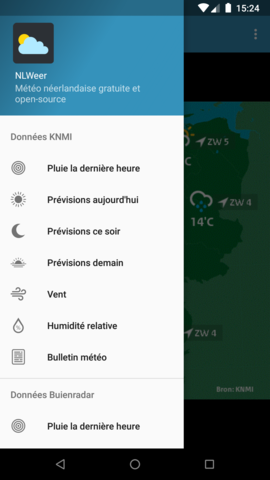 15:24
NLWeer
Météo néerlandaise gratuite et
open-source
Données KNMI
Pluie la dernière heure
Prévisions aujourd'hui
Prévisions ce soir
Prévisions demain
Vent
Humidité relative
Bulletin météo
Données Buienradar
Pluie la dernière heure
ZW 5
ZW 4
14°C
ZW 4
Bron: KNMI